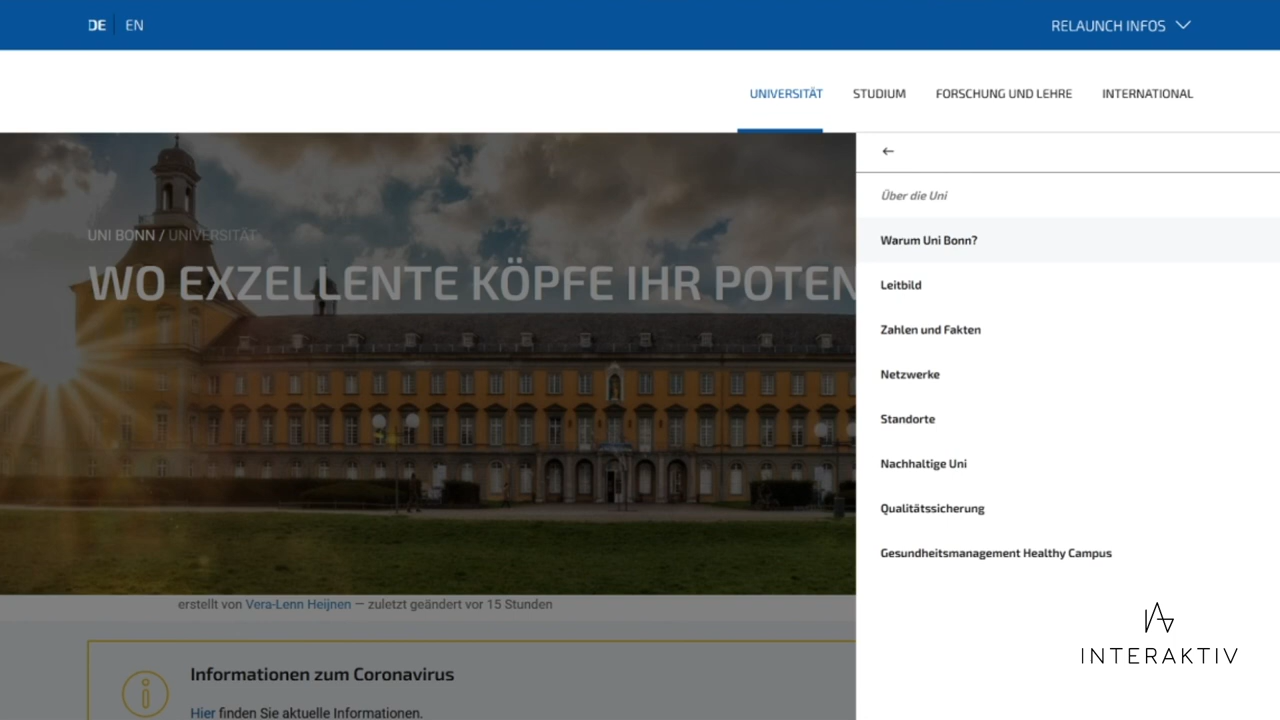 DE EN
RELAUNCH INFOS
UNIVERSITÄT STUDIUM FORSCHUNG UND LEHRE INTERNATIONAL
UNI BONN / UNIVERSITÄT
WO EXZELLENTE KÖPFE IHR POTEN
Über die Uni
Warum Uni Bonn?
Leitbild
Zahlen und Fakten
Netzwerke
Standorte
Nachhaltige Uni
Qualitätssicherung
Gesundheitsmanagement Healthy Campus
erstellt von Vera-Lenn Heijnen — zuletzt geändert vor 15 Stunden
Informationen zum Coronavirus
Hier finden Sie aktuelle Informationen.
INTERAKTIV